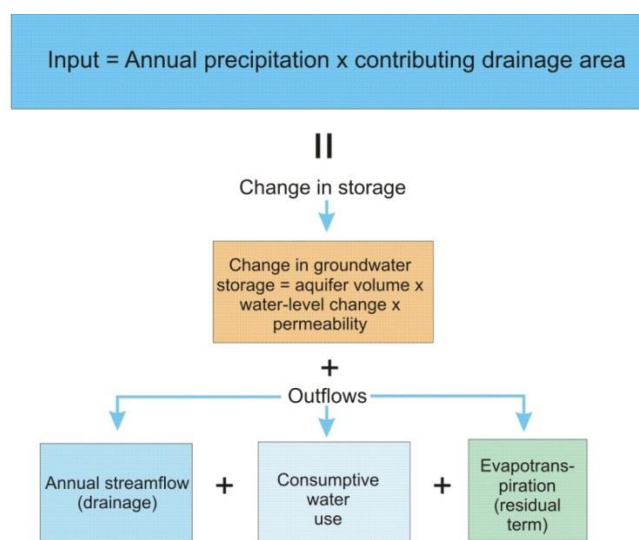 Input = Annual precipitation x contributing drainage area
=
Change in storage
Change in groundwater
storage = aquifer volume x
water-level change x
permeability
+
Outflows
Annual streamflow
(drainage)
+
Consumptive
water
use
+
Evapotrans-
piration
(residual
term)